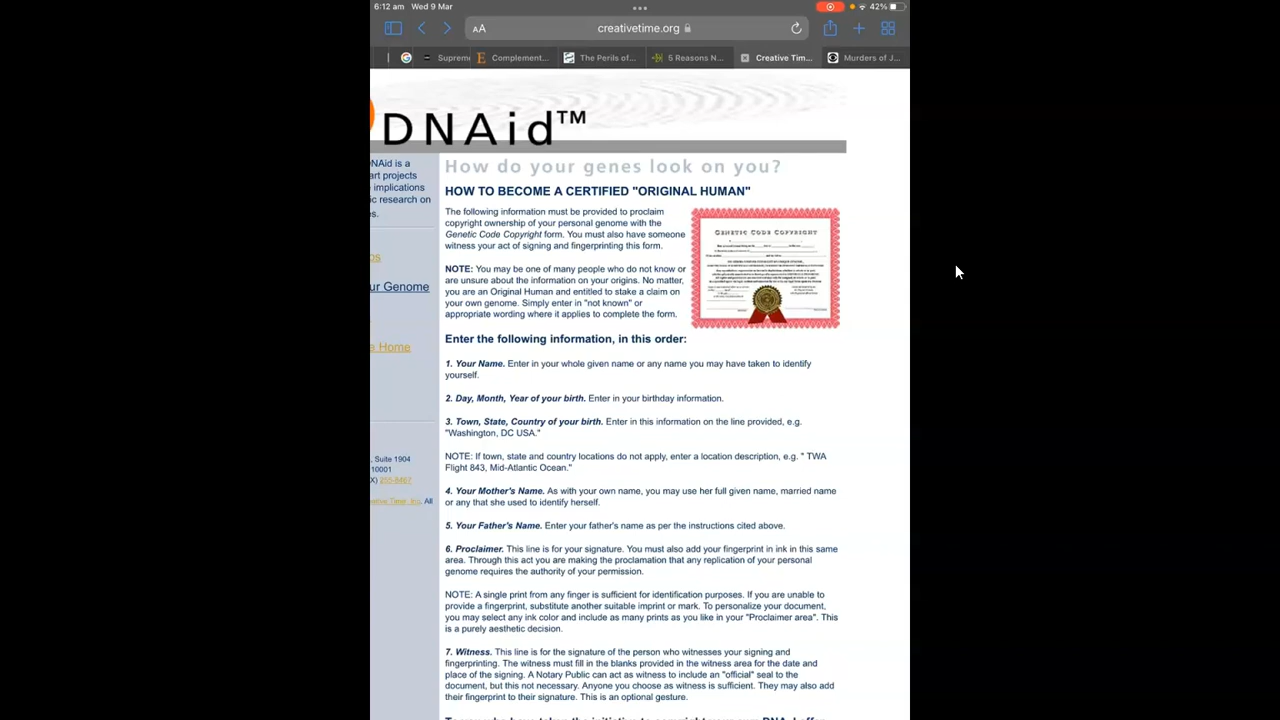 6:12 am Wed 9 Mar
42%
AA creativetime.org
Suprem
Complement...
The Perils of...
5 Reasons N...
Creative Tim...
Murders of J...
DNAid™
How do your genes look on you?
NAid is a
art projects
e implications
ic research on
s.
ur Genome
Home
, Suite 1904
10001
HOW TO BECOME A CERTIFIED "ORIGINAL HUMAN"
The following information must be provided to proclaim
copyright ownership of your personal genome with the
Genetic Code Copyright form. You must also have someone
witness your act of signing and fingerprinting this form.
GENETIC CODE COPYRIGHT
NOTE: You may be one of many people who do not know or
are unsure about the information on your origins. No matter,
you are an Original Human and entitled to stake a claim on
your own genome. Simply enter in "not known" or
appropriate wording where it applies to complete the form.
Enter the following information, in this order:
1. Your Name. Enter in your whole given name or any name you may have taken to identify
yourself.
2. Day, Month, Year of your birth. Enter in your birthday information.
3. Town, State, Country of your birth. Enter in this information on the line provided, e.g.
"Washington, DC USA."
NOTE: If town, state and country locations do not apply, enter a location description, e.g. " TWA
Flight 843, Mid-Atlantic Ocean."
4. Your Mother's Name. As with your own name, you may use her full given name, married name
or any that she used to identify herself.
5. Your Father's Name. Enter your father's name as per the instructions cited above.
6. Proclaimer. This line is for your signature. You must also add your fingerprint in ink in this same
area. Through this act you are making the proclamation that any replication of your personal
genome requires the authority of your permission.
NOTE: A single print from any finger is sufficient for identification purposes. If you are unable to
provide a fingerprint, substitute another suitable imprint or mark. To personalize your document,
you may select any ink color and include as many prints as you like in your "Proclaimer area". This
is a purely aesthetic decision.
7. Witness. This line is for the signature of the person who witnesses your signing and
fingerprinting. The witness must fill in the blanks provided in the witness area for the date and
place of the signing. A Notary Public can act as witness to include an "official" seal to the
document, but this not necessary. Anyone you choose as witness is sufficient. They may also add
their fingerprint to their signature. This is an optional gesture.